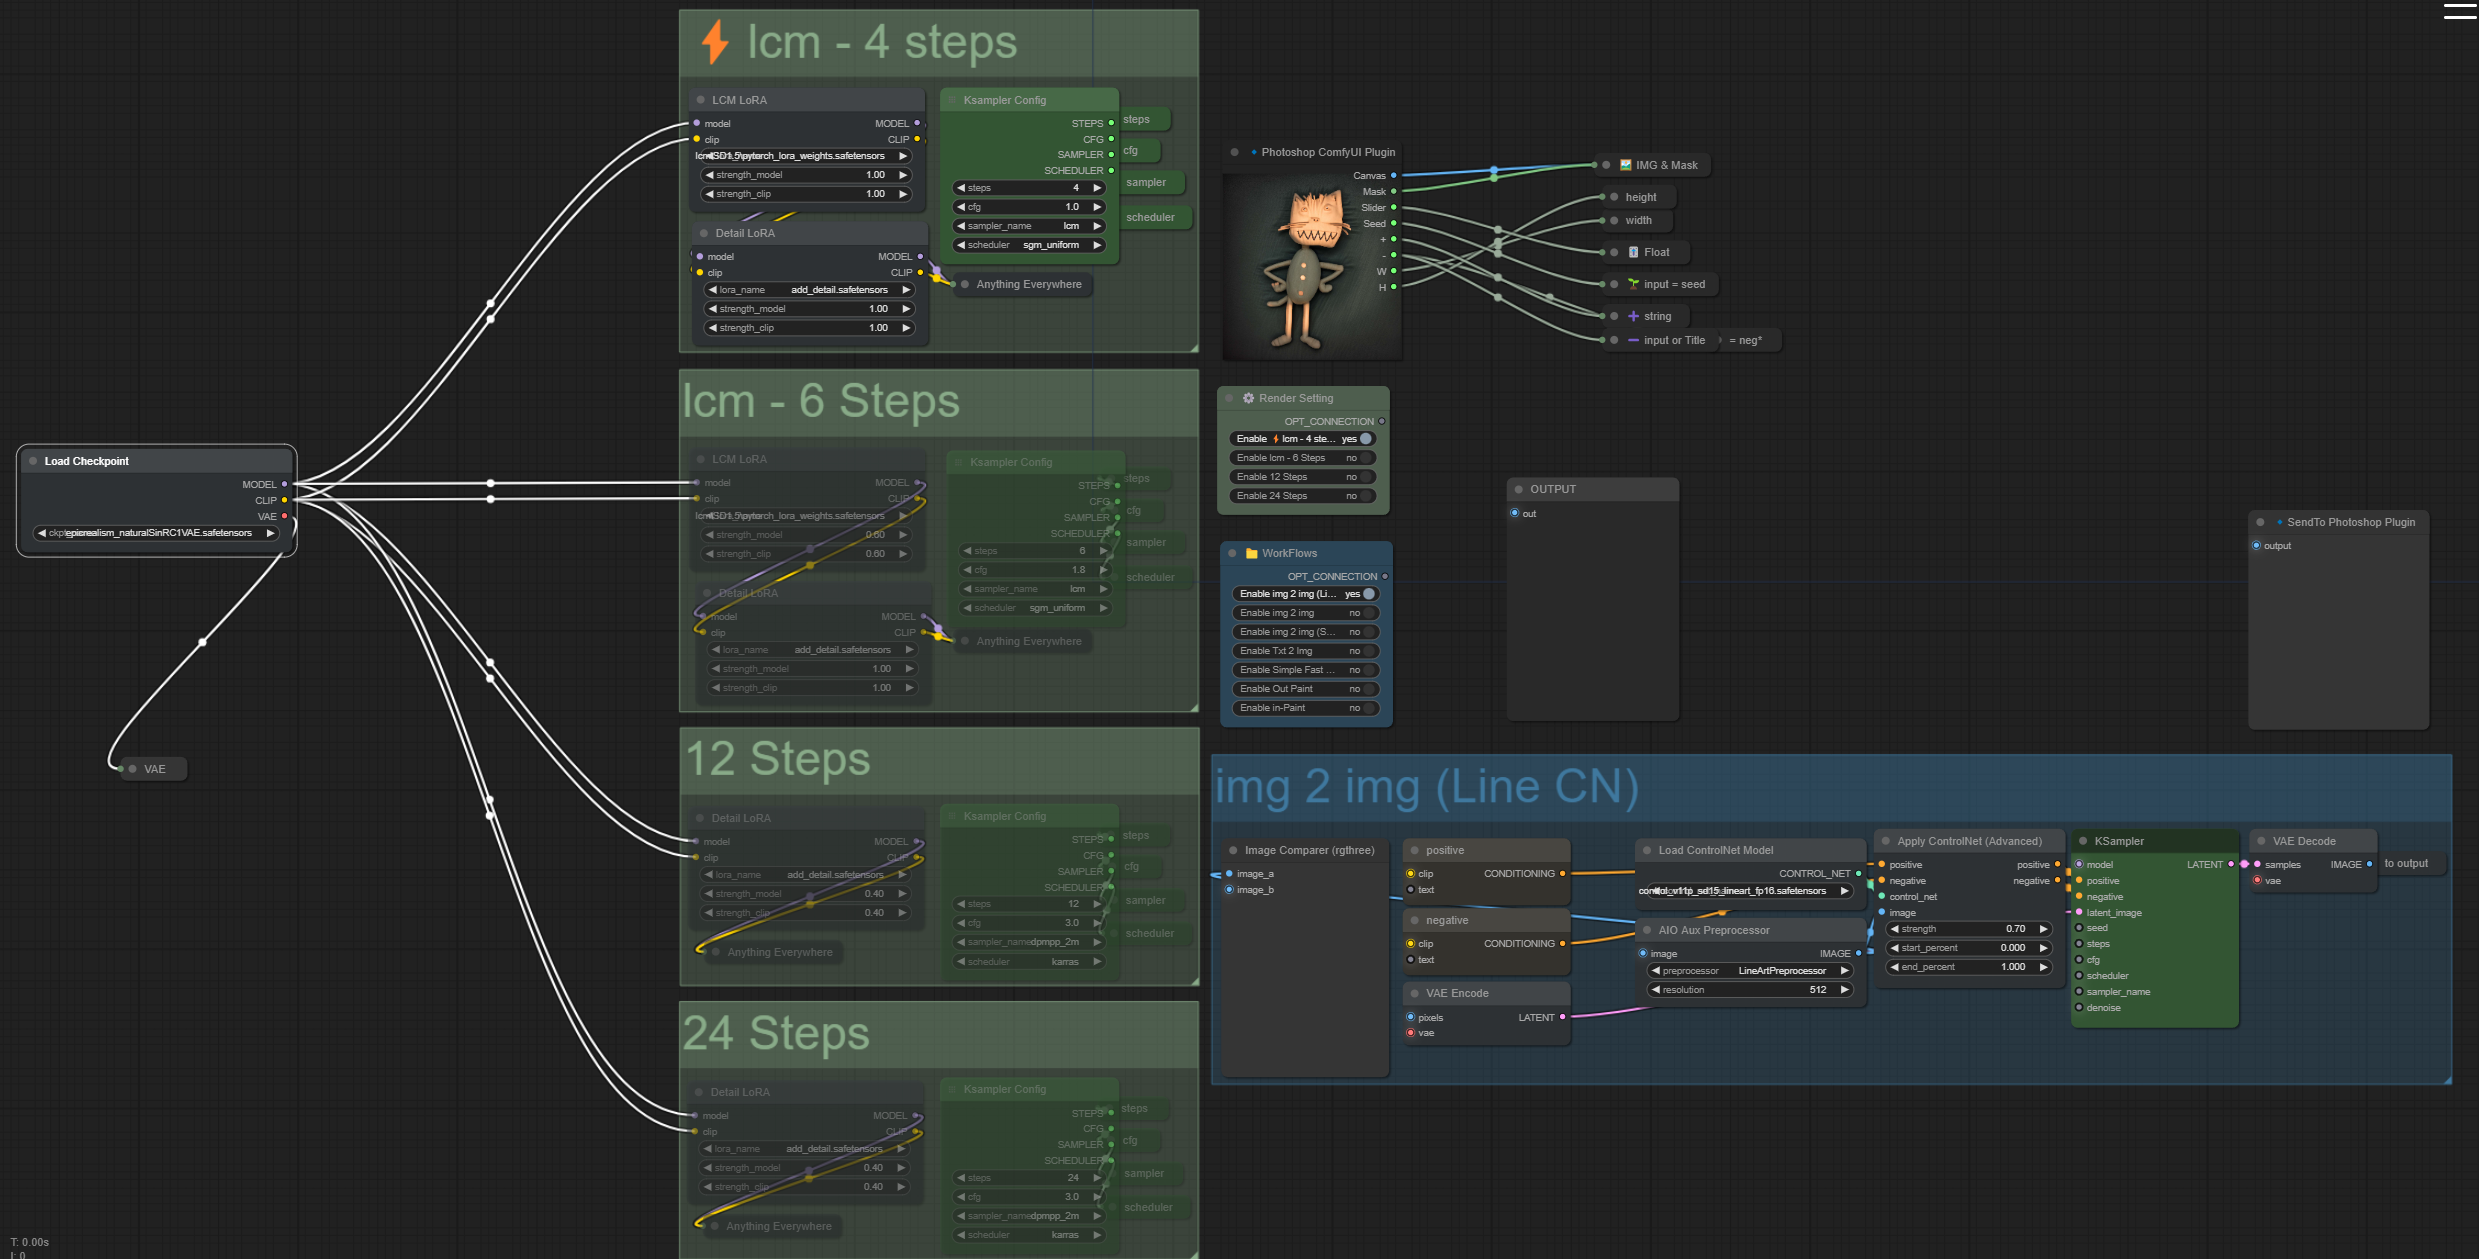 ⚡ lcm - 4 steps
LCM LoRA
model MODEL
clip CLIP
pytorch_lora_weights.safetensors
strength_model 1.00
strength_clip 1.00
Detail LoRA
model MODEL
clip CLIP
lora_name add_detail.safetensors
strength_model 1.00
strength_clip 1.00
Ksampler Config
STEPS
CFG
SAMPLER
SCHEDULER
steps 4
cfg 1.0
sampler_name lcm
scheduler sgm_uniform
steps
cfg
sampler
scheduler
Anything Everywhere
lcm - 6 Steps
LCM LoRA
model MODEL
clip CLIP
pytorch_lora_weights.safetensors
strength_model 0.60
strength_clip 0.60
Detail LoRA
model MODEL
clip CLIP
lora_name add_detail.safetensors
strength_model 1.00
strength_clip 1.00
Ksampler Config
STEPS
CFG
SAMPLER
SCHEDULER
steps 6
cfg 1.8
sampler_name lcm
scheduler sgm_uniform
steps
cfg
sampler
scheduler
Anything Everywhere
Load Checkpoint
MODEL
CLIP
VAE
epicrealism_naturalSinRC1VAE.safetensors
VAE
12 Steps
Detail LoRA
model MODEL
clip CLIP
lora_name add_detail.safetensors
strength_model 0.40
strength_clip 0.40
Anything Everywhere
Ksampler Config
STEPS
CFG
SAMPLER
SCHEDULER
steps 12
cfg 3.0
sampler_name dpmpp_2m
scheduler karras
steps
cfg
sampler
scheduler
24 Steps
Detail LoRA
model MODEL
clip CLIP
lora_name add_detail.safetensors
strength_model 0.40
strength_clip 0.40
Anything Everywhere
Ksampler Config
STEPS
CFG
SAMPLER
SCHEDULER
steps 24
cfg 3.0
sampler_name dpmpp_2m
scheduler karras
steps
cfg
sampler
scheduler
Photoshop ComfyUI Plugin
Canvas
Mask
Slider
Seed
+
-
W
H
IMG & Mask
height
width
Float
input = seed
string
input or Title = neg*
Render Setting
OPT_CONNECTION
Enable ⚡ lcm - 4 ste... yes
Enable lcm - 6 Steps no
Enable 12 Steps no
Enable 24 Steps no
WorkFlows
OPT_CONNECTION
Enable img 2 img (Li... yes
Enable img 2 img no
Enable img 2 img (S... no
Enable Txt 2 Img no
Enable Simple Fast ... no
Enable Out Paint no
Enable in-Paint no
OUTPUT
out
SendTo Photoshop Plugin
output
img 2 img (Line CN)
Image Comparer (rgthree)
image_a
image_b
positive
clip CONDITIONING
text
negative
clip CONDITIONING
text
VAE Encode
pixels LATENT
vae
Load ControlNet Model
CONTROL_NET
control_v11p_sd15_lineart_fp16.safetensors
AIO Aux Preprocessor
image IMAGE
preprocessor LineArtPreprocessor
resolution 512
Apply ControlNet (Advanced)
positive positive
negative negative
control_net
image
strength 0.70
start_percent 0.000
end_percent 1.000
KSampler
model LATENT
positive
negative
latent_image
seed
steps
cfg
scheduler
sampler_name
denoise
VAE Decode
samples IMAGE
vae
to output
T: 0.00s
I: 0